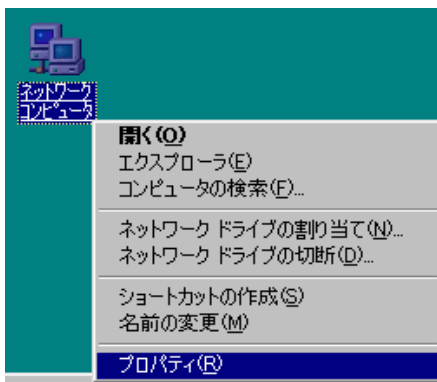 ネットワーク
コンピュータ
開く(O)
エクスプローラ(E)
コンピュータの検索(F)...
ネットワーク ドライブの割り当て(N)...
ネットワーク ドライブの切断(D)...
ショートカットの作成(S)
名前の変更(M)
プロパティ(R)